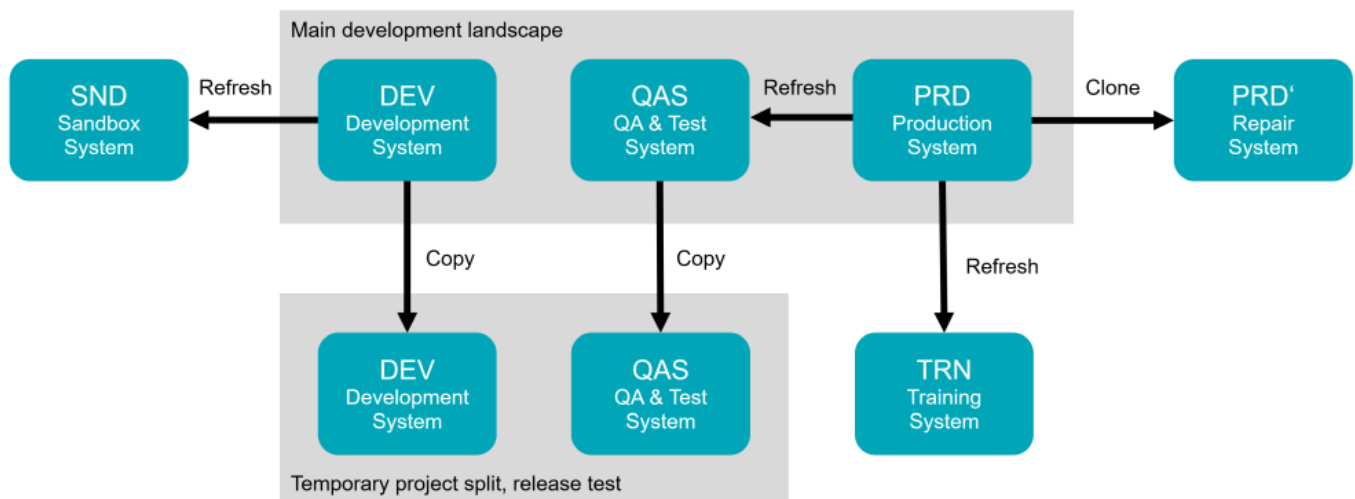 Main development landscape
SND
Sandbox
System
Refresh
DEV
Development
System
QAS
QA & Test
System
Refresh
PRD
Production
System
Clone
PRD‘
Repair
System
Copy
Copy
Refresh
DEV
Development
System
QAS
QA & Test
System
TRN
Training
System
Temporary project split, release test